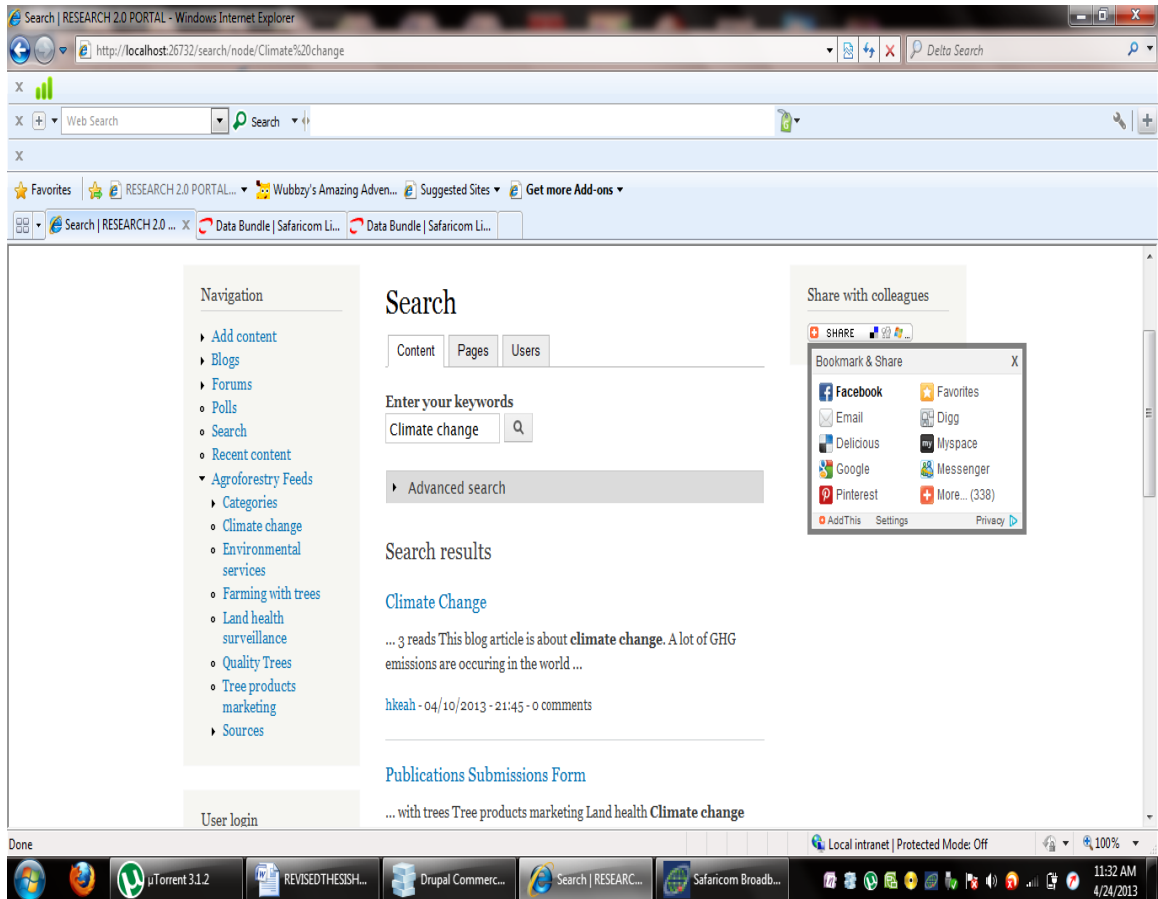 Search | RESEARCH 2.0 PORTAL - Windows Internet Explorer
http://localhost:26732/search/node/Climate%20change
Delta Search
X
X Web Search Search
X
Favorites RESEARCH 2.0 PORTAL... Wubbzy's Amazing Adven... Suggested Sites Get more Add-ons
Search | RESEARCH 2.0 ... X Data Bundle | Safaricom Li... Data Bundle | Safaricom Li...
Navigation
Add content
Blogs
Forums
Polls
Search
Recent content
Agroforestry Feeds
Categories
Climate change
Environmental
services
Farming with trees
Land health
surveillance
Quality Trees
Tree products
marketing
Sources
User login
Search
Content Pages Users
Enter your keywords
Climate change
Advanced search
Search results
Climate Change
... 3 reads This blog article is about climate change. A lot of GHG
emissions are occuring in the world ...
hkeah - 04/10/2013 - 21:45 - 0 comments
Publications Submissions Form
... with trees Tree products marketing Land health Climate change
Share with colleagues
SHARE ...
Bookmark & Share X
Facebook Favorites
Email Digg
Delicious my Myspace
Google Messenger
Pinterest More... (338)
AddThis Settings Privacy
Done Local intranet | Protected Mode: Off 100%
µTorrent 3.1.2 REVISEDTHESISH... Drupal Commerc... Search | RESEARC... Safaricom Broadb... 11:32 AM
4/24/2013